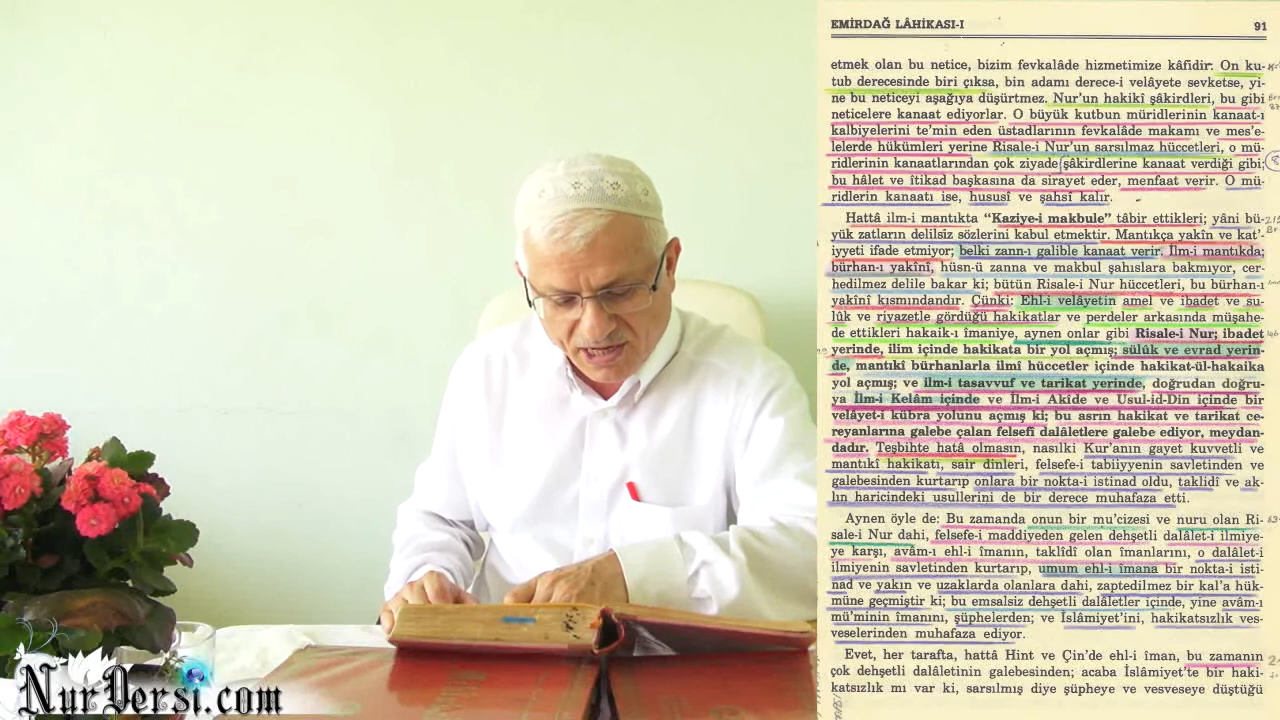 EMİRDAĞ LÂHİKASI-I 91
etmek olan bu netice, bizim fevkalâde hizmetimize kâfidir. On ku-
tub derecesinde biri çıksa, bin adamı derece-i velâyete sevketse, yi-
ne bu neticeyi aşağıya düşürtmez. Nur'un hakikî şâkirdleri, bu gibi
neticelere kanaat ediyorlar. O büyük kutbun müridlerinin kanaat-ı
kalbiyelerini te'min eden üstadlarının fevkalâde makamı ve mes'e-
lelerde hükümleri yerine Risale-i Nur'un sarsılmaz hüccetleri, o mü-
ridlerinin kanaatlarından çok ziyade şâkirdlerine kanaat verdiği gibi;
bu hâlet ve itikad başkasına da sirayet eder, menfaat verir. O mü-
ridlerin kanaatı ise, hususî ve şahsî kalır.
Hattâ ilm-i mantıkta “Kaziye-i makbule” tâbir ettikleri; yâni bü-
yük zatların delilsiz sözlerini kabul etmektir. Mantıkça yakîn ve kat'-
iyyeti ifade etmiyor; belki zann-ı galible kanaat verir. İlm-i mantıkda;
bürhan-ı yakînî, hüsn-ü zanna ve makbul şahıslara bakmıyor, cer-
hedilmez delile bakar ki; bütün Risale-i Nur hüccetleri, bu bürhan-ı
yakînî kısmındandır. Çünki: Ehl-i velâyetin amel ve ibadet ve su-
lûk ve riyazetle gördüğü hakikatlar ve perdeler arkasında müşahe-
de ettikleri hakaik-ı imaniye, aynen onlar gibi Risale-i Nur; ibadet
yerinde, ilim içinde hakikata bir yol açmış; sülûk ve evrad yerin-
de, mantıkî bürhanlarla ilmî hüccetler içinde hakikat-ül-hakaika
yol açmış; ve ilm-i tasavvuf ve tarikat yerinde, doğrudan doğru-
ya İlm-i Kelâm içinde ve İlm-i Akîde ve Usul-id-Din içinde bir
velâyet-i kübra yolunu açmış ki; bu asrın hakikat ve tarikat ce-
reyanlarına galebe çalan felsefî dalâletlere galebe ediyor, meydan-
dadır. Teşbihte hatâ olmasın, nasılki Kur'anın gayet kuvvetli ve
mantıkî hakikatı, sair dinleri, felsefe-i tabiiyyenin savletinden ve
galebesinden kurtarıp onlara bir nokta-i istinad oldu, taklidî ve ak-
lın haricindeki usullerini de bir derece muhafaza etti.
Aynen öyle de: Bu zamanda onun bir mu'cizesi ve nuru olan Ri-
sale-i Nur dahi, felsefe-i maddiyeden gelen dehşetli dalâlet-i ilmiye-
ye karşı, avâm-ı ehl-i îmanın, taklîdî olan îmanlarını, o dalâlet-i
ilmiyenin savletinden kurtarıp, umum ehl-i îmana bir nokta-i isti-
nad ve yakın ve uzaklarda olanlara dahi, zaptedilmez bir kal'a hük-
müne geçmiştir ki; bu emsalsiz dehşetli dalâletler içinde, yine avâm-ı
mü'minin imanını, şüphelerden; ve İslâmiyet'ini, hakikatsızlık ves-
veselerinden muhafaza ediyor.
Evet, her tarafta, hattâ Hint ve Çin'de ehl-i îman, bu zamanın
çok dehşetli dalâletinin galebesinden; acaba İslâmiyet'te bir haki-
katsızlık mı var ki, sarsılmış diye şüpheye ve vesveseye düştüğü
NurDersi.com